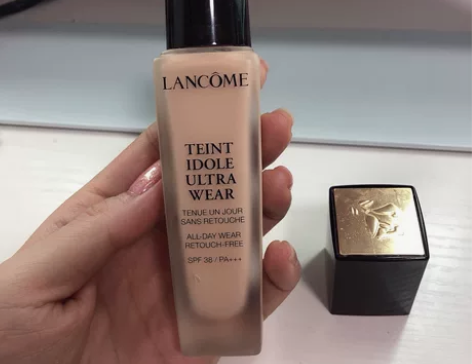 LANCÔME
TEINT
IDOLE
ULTRA
WEAR
TENUE UN JOUR
SANS RETOUCHE
ALL-DAY WEAR
RETOUCH-FREE
SPF 38 / PA+++